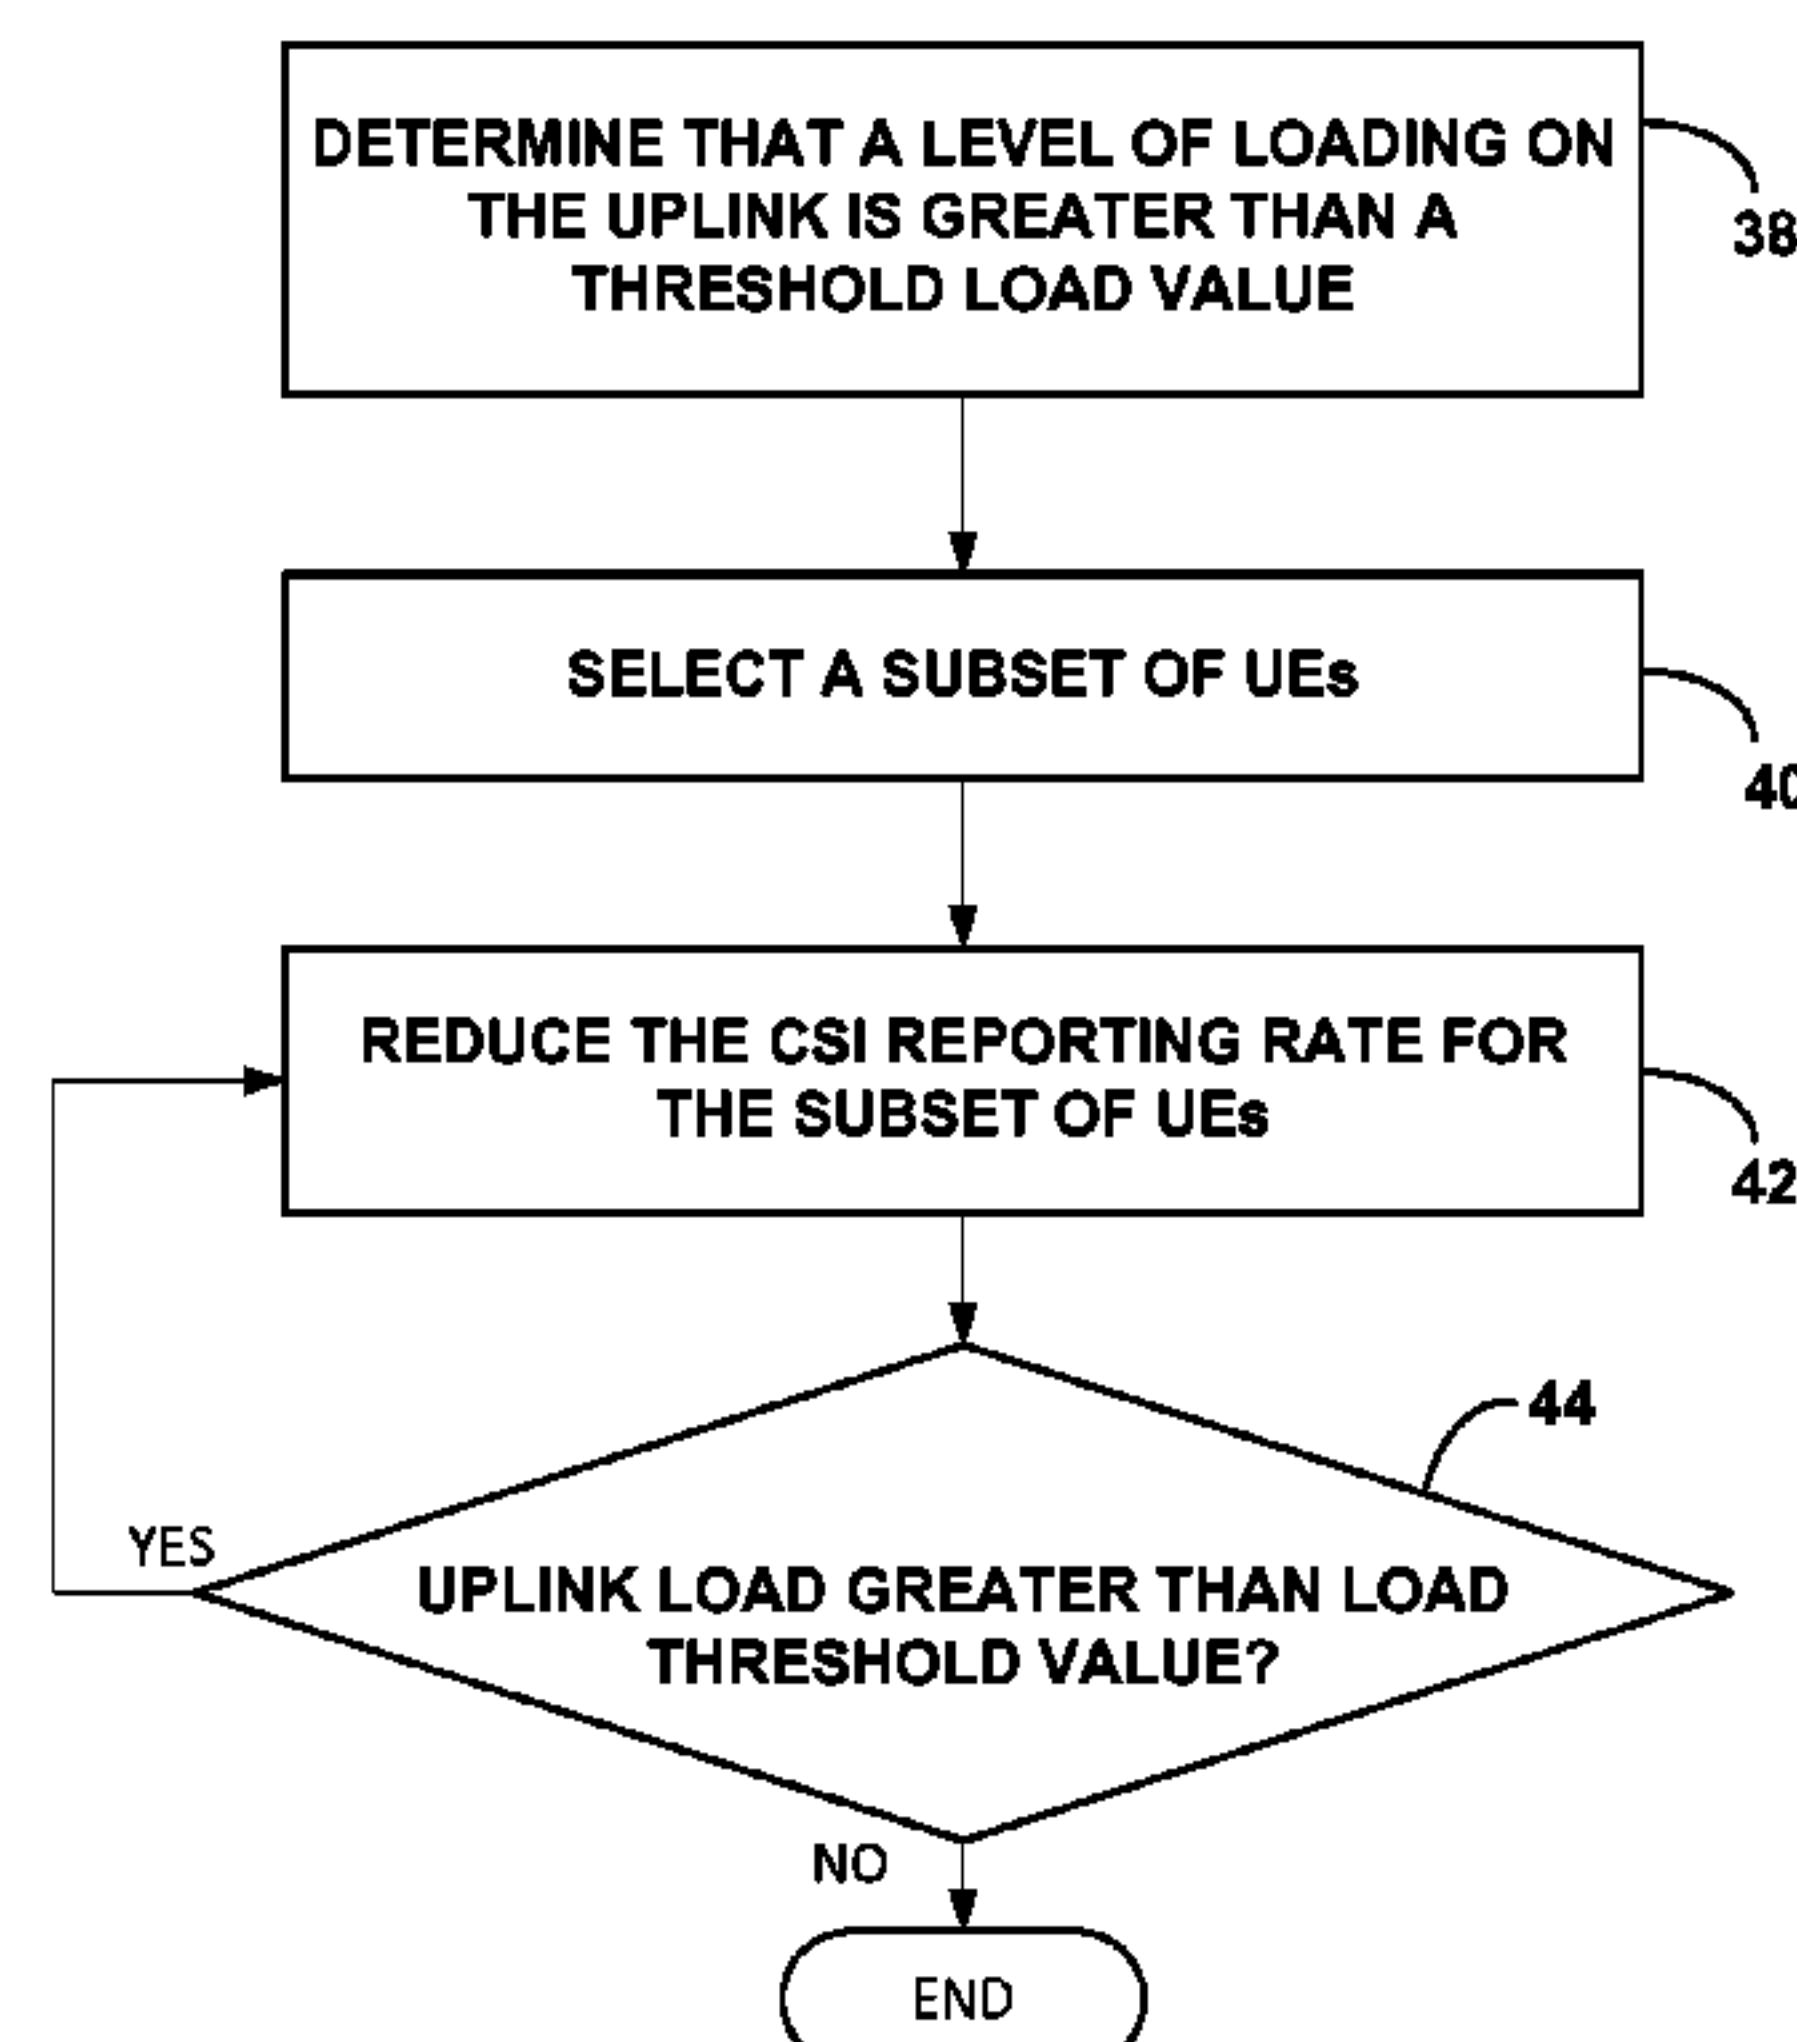 DETERMINE THAT A LEVEL OF LOADING ON
THE UPLINK IS GREATER THAN A
THRESHOLD LOAD VALUE
38
SELECT A SUBSET OF UEs
40
REDUCE THE CSI REPORTING RATE FOR
THE SUBSET OF UEs
42
44
YES
UPLINK LOAD GREATER THAN LOAD
THRESHOLD VALUE?
NO
END